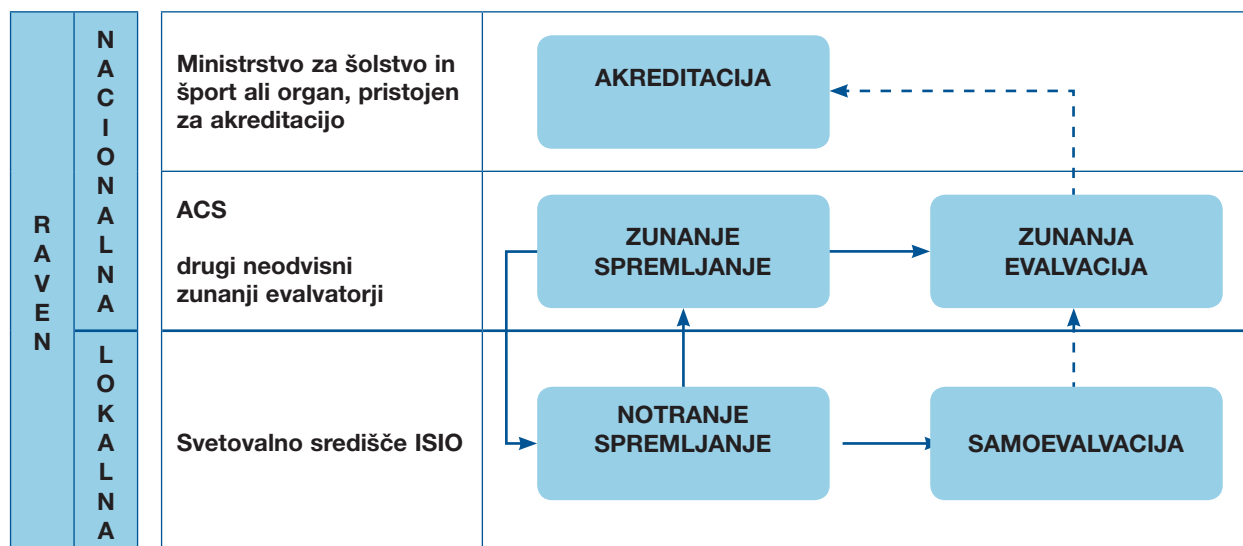 RAVEN
NACIONALNA
Ministrstvo za šolstvo in
šport ali organ, pristojen
za akreditacijo
AKREDITACIJA
ACS
drugi neodvisni
zunanji evalvatorji
ZUNANJE
SPREMLJANJE
ZUNANJA
EVALVACIJA
LOKALNA
Svetovalno središče ISIO
NOTRANJE
SPREMLJANJE
SAMOEVALVACIJA